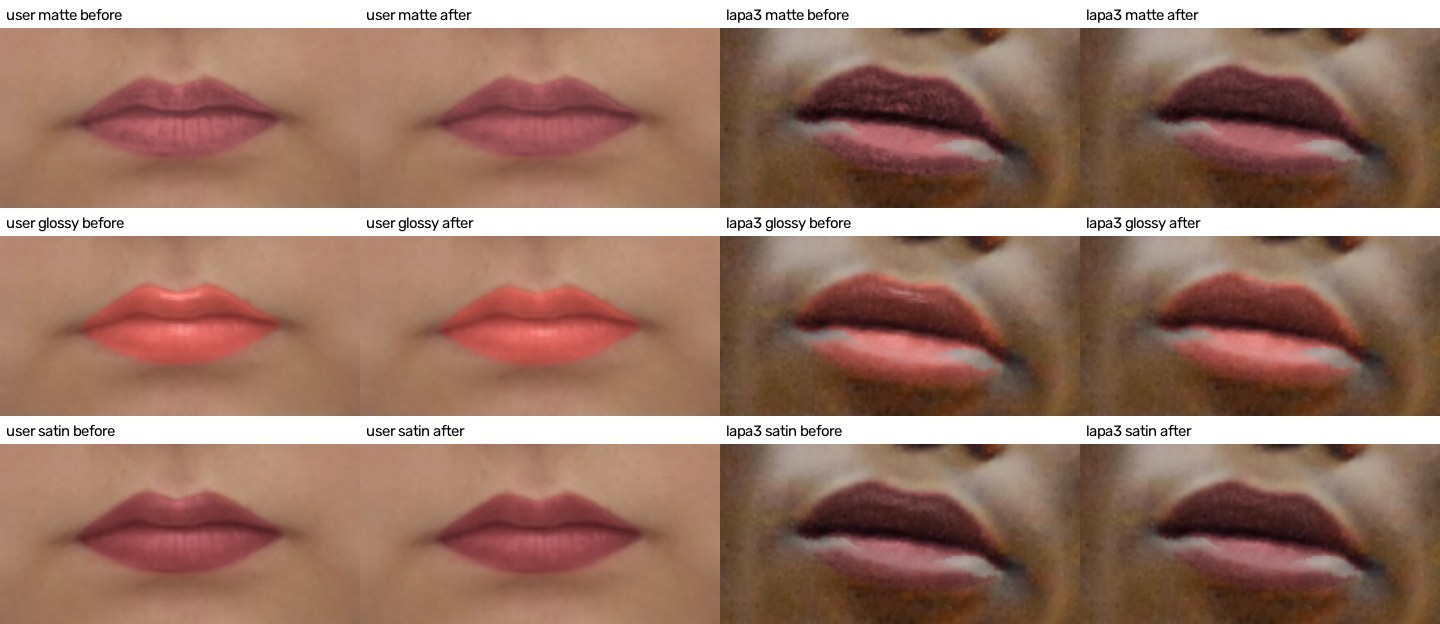 user matte before
user matte after
lapa3 matte before
lapa3 matte after
user glossy before
user glossy after
lapa3 glossy before
lapa3 glossy after
user satin before
user satin after
lapa3 satin before
lapa3 satin after